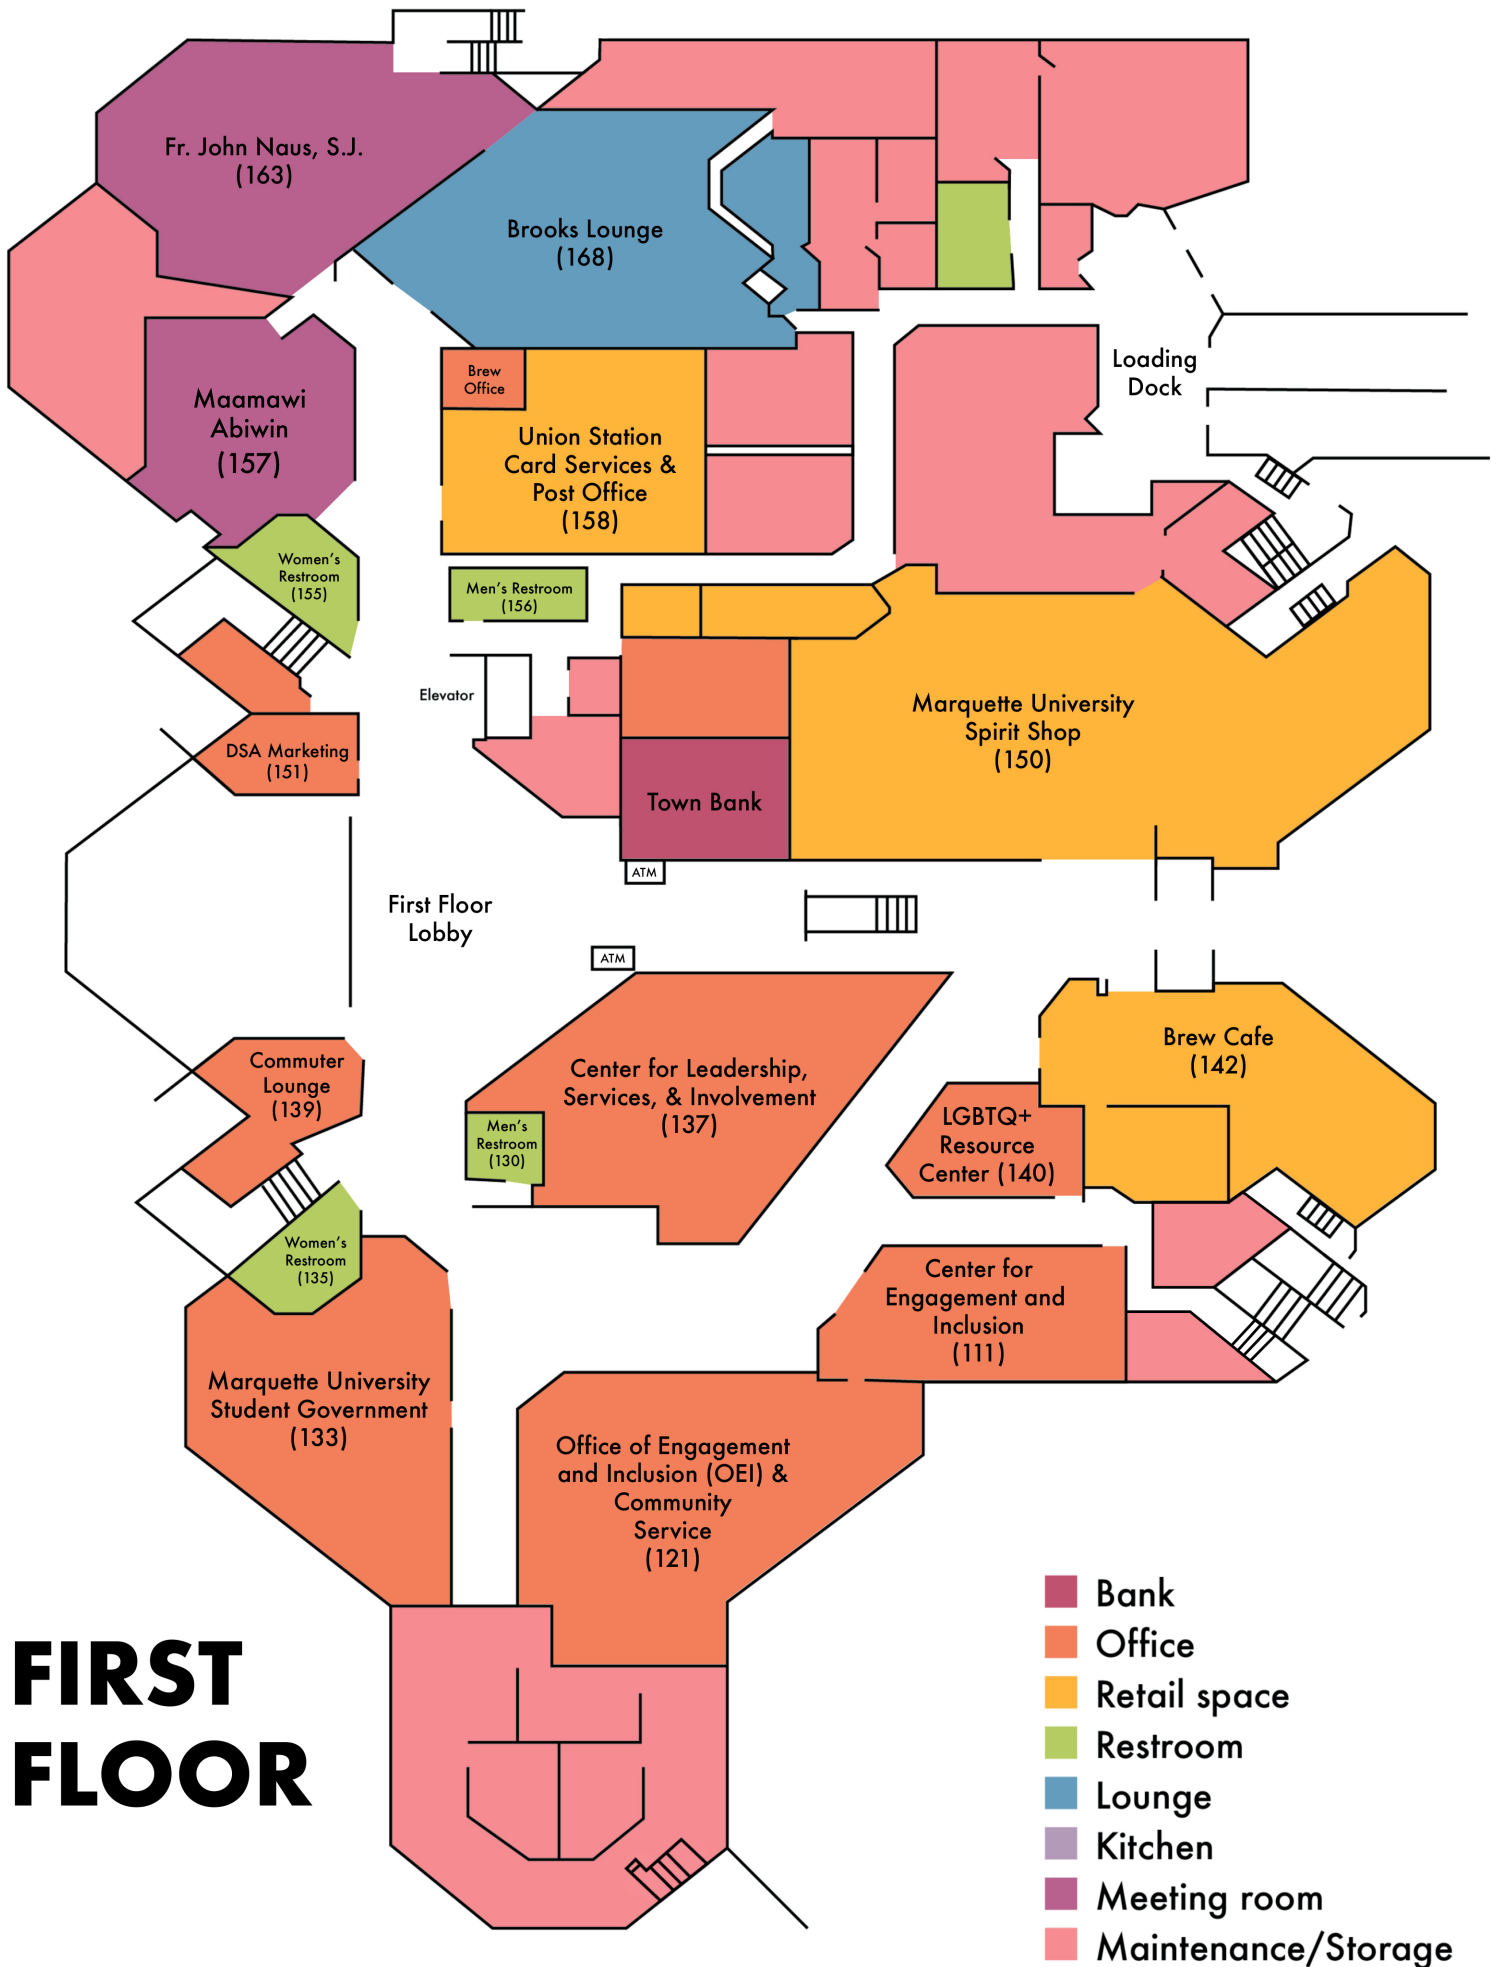 Fr. John Naus, S.J.
(163)
Brooks Lounge
(168)
Loading
Dock
Maamawi
Abiwin
(157)
Brew
Office
Union Station
Card Services &
Post Office
(158)
Women's
Restroom
(155)
Men's Restroom
(156)
Elevator
DSA Marketing
(151)
Marquette University
Spirit Shop
(150)
Town Bank
ATM
First Floor
Lobby
ATM
Commuter
Lounge
(139)
Center for Leadership,
Services, & Involvement
(137)
Men's
Restroom
(130)
Brew Cafe
(142)
LGBTQ+
Resource
Center (140)
Women's
Restroom
(135)
Center for
Engagement and
Inclusion
(111)
Marquette University
Student Government
(133)
Office of Engagement
and Inclusion (OEI) &
Community
Service
(121)
FIRST
FLOOR
Bank
Office
Retail space
Restroom
Lounge
Kitchen
Meeting room
Maintenance/Storage